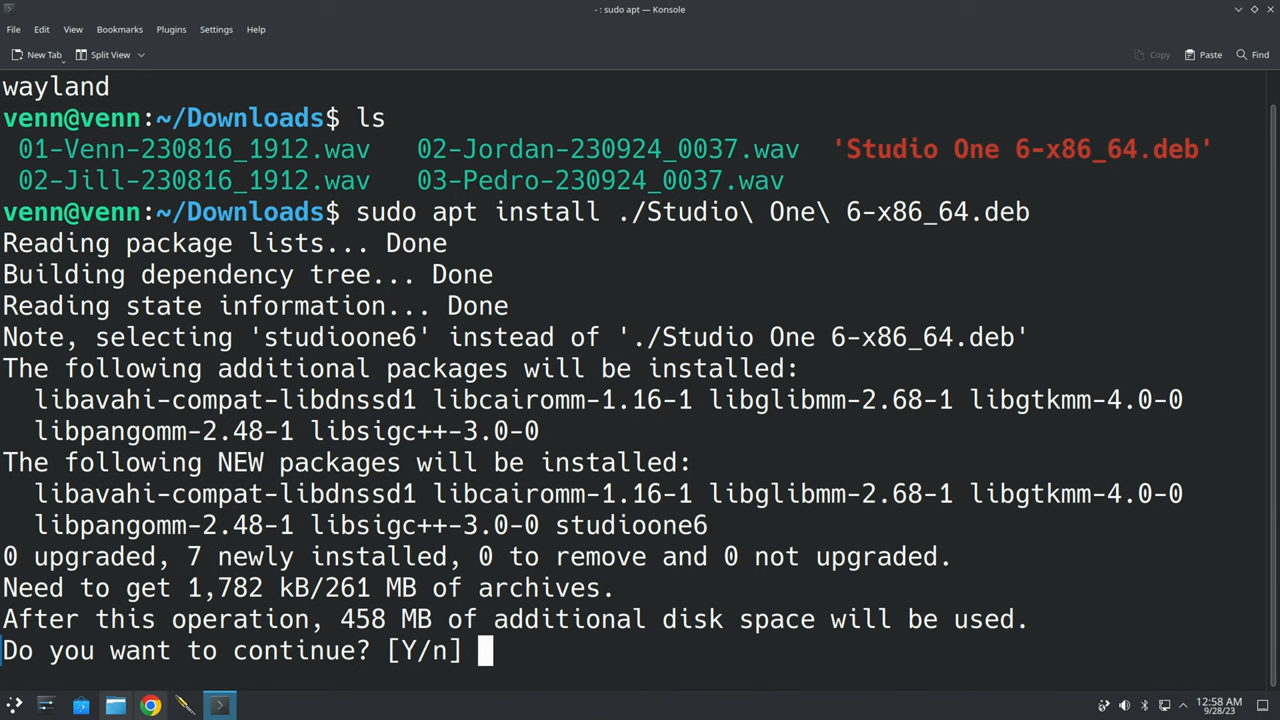 - : sudo apt — Konsole
File Edit View Bookmarks Plugins Settings Help
New Tab Split View Copy Paste Find
wayland
venn@venn:~/Downloads$ ls
01-Venn-230816_1912.wav 02-Jordan-230924_0037.wav 'Studio One 6-x86_64.deb'
02-Jill-230816_1912.wav 03-Pedro-230924_0037.wav
venn@venn:~/Downloads$ sudo apt install ./Studio\ One\ 6-x86_64.deb
Reading package lists... Done
Building dependency tree... Done
Reading state information... Done
Note, selecting 'studioone6' instead of './Studio One 6-x86_64.deb'
The following additional packages will be installed:
libavahi-compat-libdnssd1 libcairomm-1.16-1 libglibmm-2.68-1 libgtkmm-4.0-0
libpangomm-2.48-1 libsigc++-3.0-0
The following NEW packages will be installed:
libavahi-compat-libdnssd1 libcairomm-1.16-1 libglibmm-2.68-1 libgtkmm-4.0-0
libpangomm-2.48-1 libsigc++-3.0-0 studioone6
0 upgraded, 7 newly installed, 0 to remove and 0 not upgraded.
Need to get 1,782 kB/261 MB of archives.
After this operation, 458 MB of additional disk space will be used.
Do you want to continue? [Y/n]
12:58 AM
9/28/23